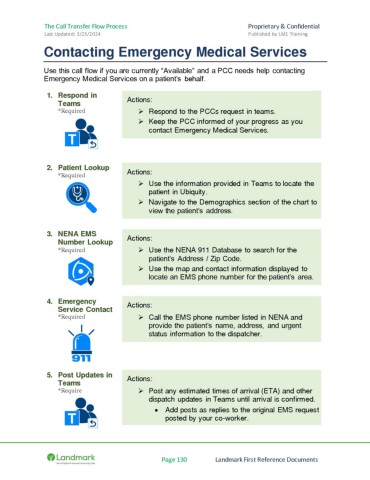 The Call Transfer Flow Process
Proprietary & Confidential
Last Updated: 3/25/2024
Published by LMS Training
Contacting Emergency Medical Services
Use this call flow if you are currently "Available" and a PCC needs help contacting
Emergency Medical Services on a patient's behalf.
1. Respond in
Teams
*Required
T
Actions:
➢ Respond to the PCCs request in teams.
➢ Keep the PCC informed of your progress as you
contact Emergency Medical Services.
2. Patient Lookup
*Required
Actions:
➢ Use the information provided in Teams to locate the
patient in Ubiquity.
➢ Navigate to the Demographics section of the chart to
view the patient's address.
3. NENA EMS
Number Lookup
*Required
Actions:
➢ Use the NENA 911 Database to search for the
patient's Address / Zip Code.
➢ Use the map and contact information displayed to
locate an EMS phone number for the patient's area.
4. Emergency
Service Contact
*Required
911
Actions:
➢ Call the EMS phone number listed in NENA and
provide the patient's name, address, and urgent
status information to the dispatcher.
5. Post Updates in
Teams
*Require
T
Actions:
➢ Post any estimated times of arrival (ETA) and other
dispatch updates in Teams until arrival is confirmed.
• Add posts as replies to the original EMS request
posted by your co-worker.
Landmark
Page 130
Landmark First Reference Documents